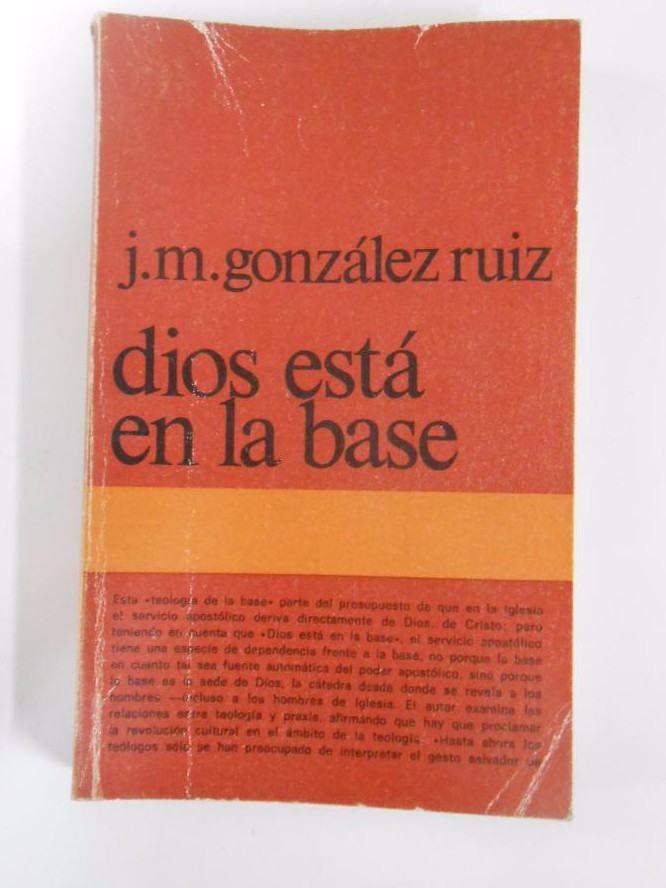 j.m.gonzález ruiz
dios está
en la base
Esta «teología de la base» parte del presupuesto de que en la Iglesia
el servicio apostólico deriva directamente de Dios, de Cristo; pero
teniendo en cuenta que «Dios está en la base», el servicio apostólico
tiene una especie de dependencia frente a la base, no porque la base
en cuanto tal sea fuente automática del poder apostólico, sino porque
la base es la sede de Dios, la cátedra desde donde se revela a los
hombres —incluso a los hombres de Iglesia. El autor examina las
relaciones entre teología y praxis, afirmando que hay que proclamar
la revolución cultural en el ámbito de la teología. «Hasta ahora los
teólogos sólo se han preocupado de interpretar el gesto salvador de